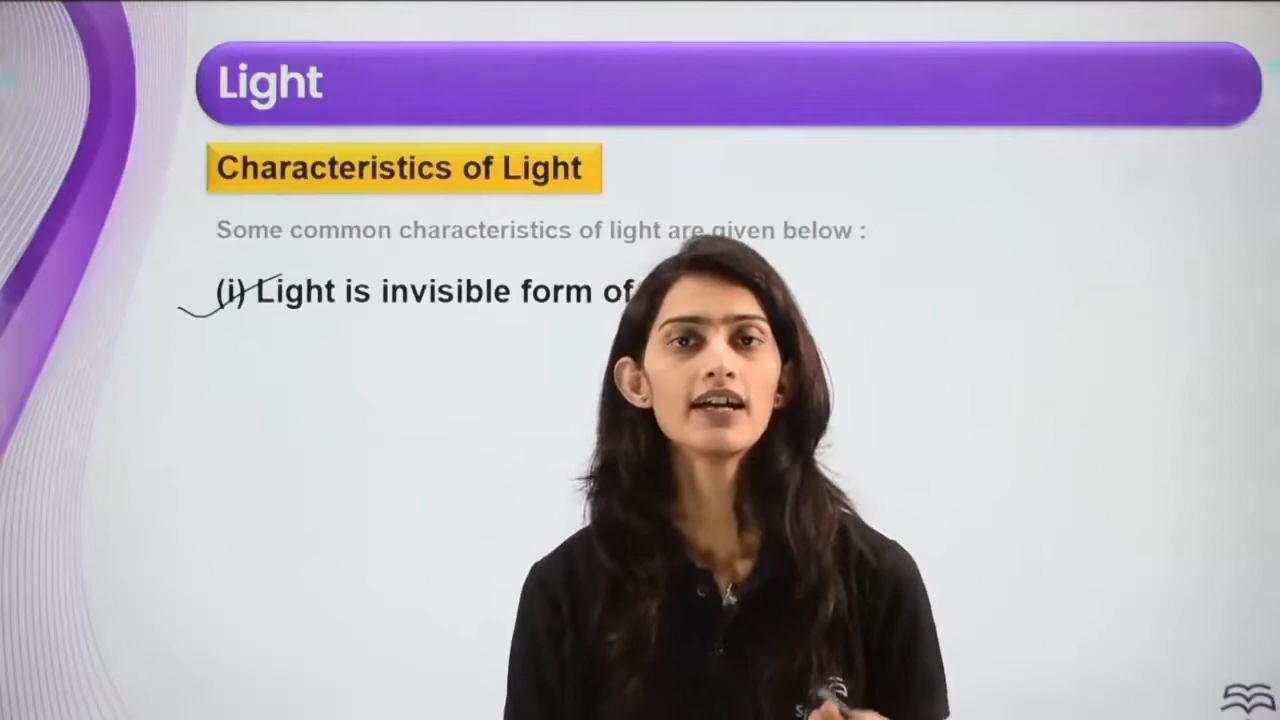 Light
Characteristics of Light
Some common characteristics of light are given below :
(i) Light is invisible form of